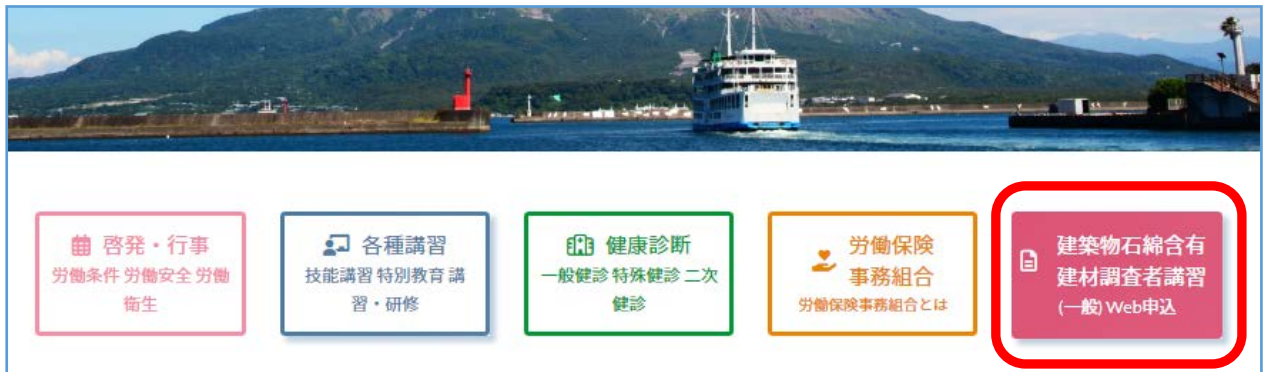 啓発・行事
労働条件 労働安全 労働
衛生
各種講習
技能講習 特別教育 講
習・研修
健康診断
一般健診 特殊健診 二次
健診
労働保険
事務組合
労働保険事務組合とは
建築物石綿含有
建材調査者講習
(一般) Web申込